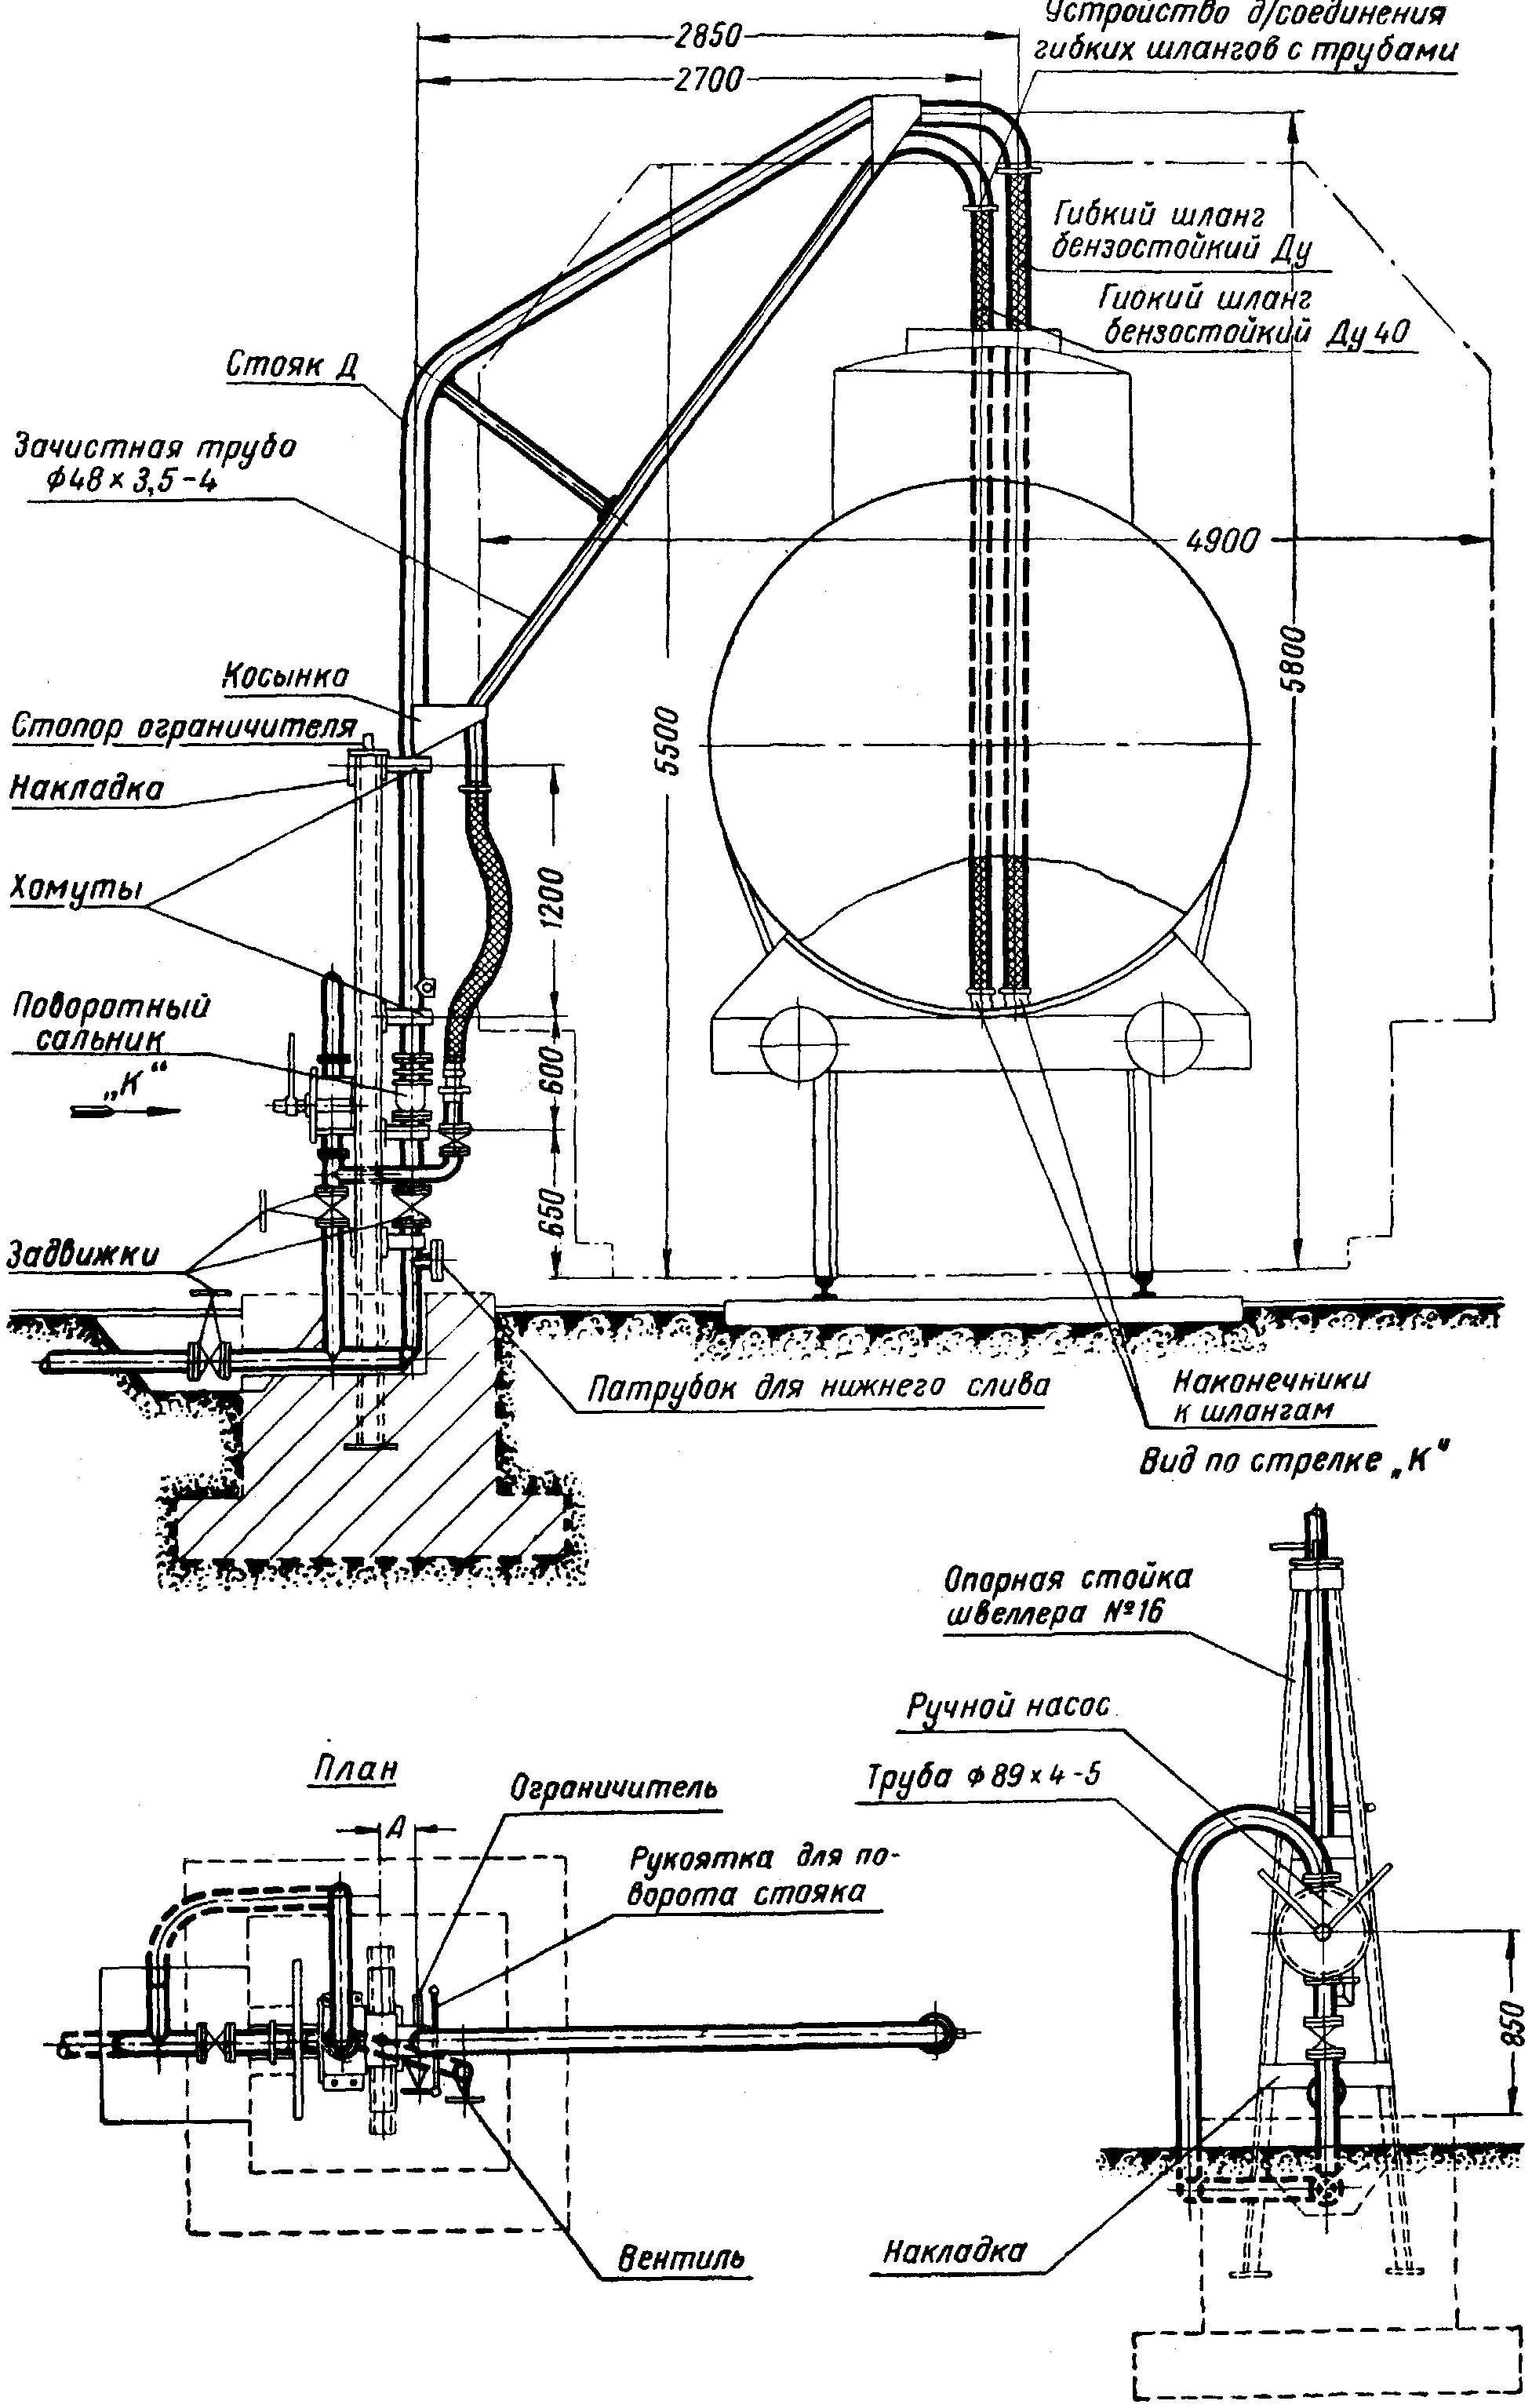 Устройство д/соединения
гибких шлангов с трубами
2850
2700
Гибкий шланг
бензостойкий Ду
Гибкий шланг
бензостойкий Ду 40
Стояк Д
Зачистная труба
ф48×3,5-4
4900
5800
5500
Косынка
Стопор ограничителя
Накладка
Хомуты
1200
Поворотный
сальник
„К“
600
650
Задвижки
Патрубок для нижнего слива
Наконечники
к шлангам
Вид по стрелке „К“
Опорная стойка
швеллера №16
Ручной насос
Труба ф89×4-5
План
Ограничитель
А
Рукоятка для по-
ворота стояка
850
Вентиль
Накладка